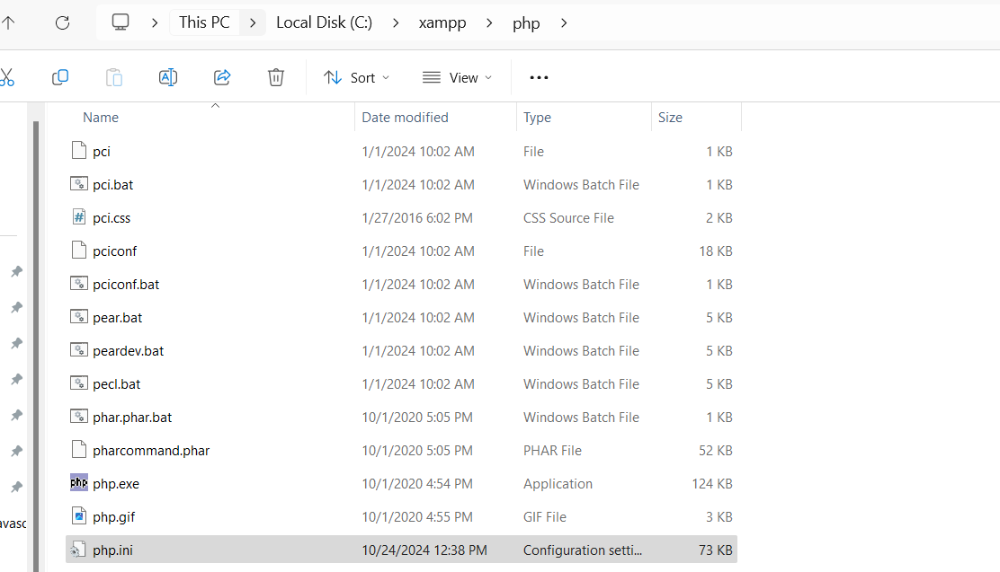 This PC Local Disk (C:) xampp php
Sort View
Name Date modified Type Size
pci 1/1/2024 10:02 AM File 1 KB
pci.bat 1/1/2024 10:02 AM Windows Batch File 1 KB
pci.css 1/27/2016 6:02 PM CSS Source File 2 KB
pciconf 1/1/2024 10:02 AM File 18 KB
pciconf.bat 1/1/2024 10:02 AM Windows Batch File 1 KB
pear.bat 1/1/2024 10:02 AM Windows Batch File 5 KB
peardev.bat 1/1/2024 10:02 AM Windows Batch File 5 KB
pecl.bat 1/1/2024 10:02 AM Windows Batch File 5 KB
phar.phar.bat 10/1/2020 5:05 PM Windows Batch File 1 KB
pharcommand.phar 10/1/2020 5:05 PM PHAR File 52 KB
php php.exe 10/1/2020 4:54 PM Application 124 KB
avasc php.gif 10/1/2020 4:55 PM GIF File 3 KB
php.ini 10/24/2024 12:38 PM Configuration setti... 73 KB